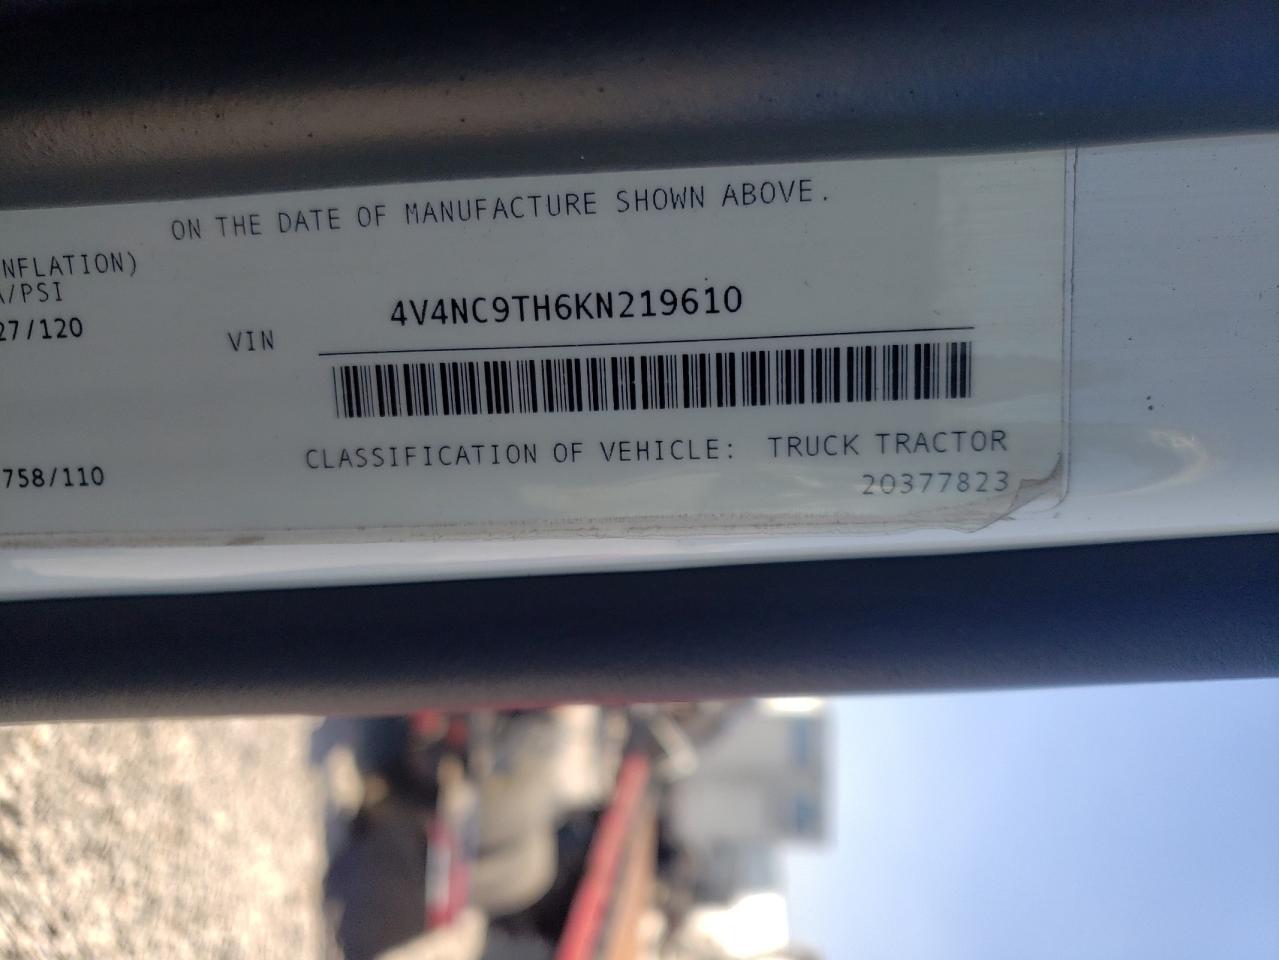 ON THE DATE OF MANUFACTURE SHOWN ABOVE.
NFLATION)
A/PSI
27/120
4V4NC9TH6KN219610
VIN
CLASSIFICATION OF VEHICLE: TRUCK TRACTOR
758/110
20377823